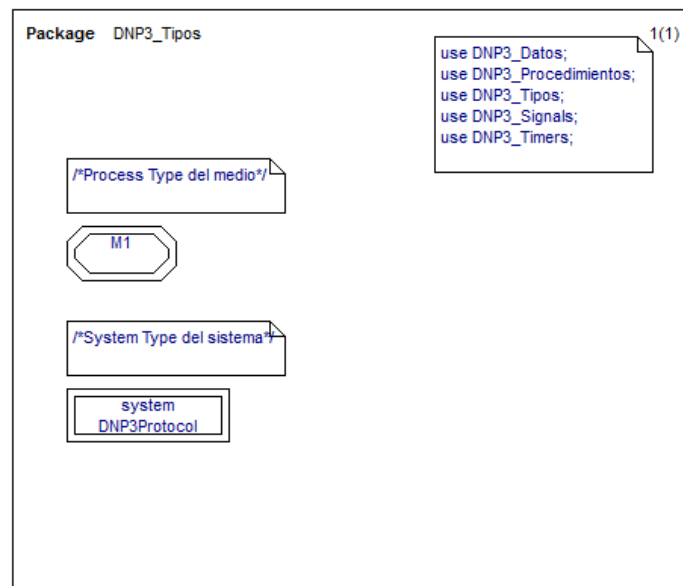 Package DNP3_Tipos
1(1)
use DNP3_Datos;
use DNP3_Procedimientos;
use DNP3_Tipos;
use DNP3_Signals;
use DNP3_Timers;
/*Process Type del medio*/
M1
/*System Type del sistema*/
system
DNP3Protocol